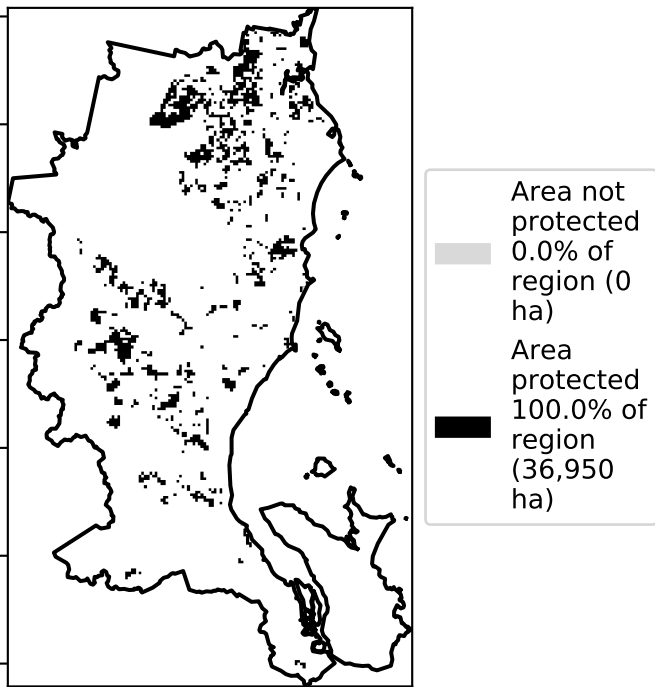 Area not
protected
0.0% of
region (0
ha)
Area
protected
100.0% of
region
(36,950
ha)